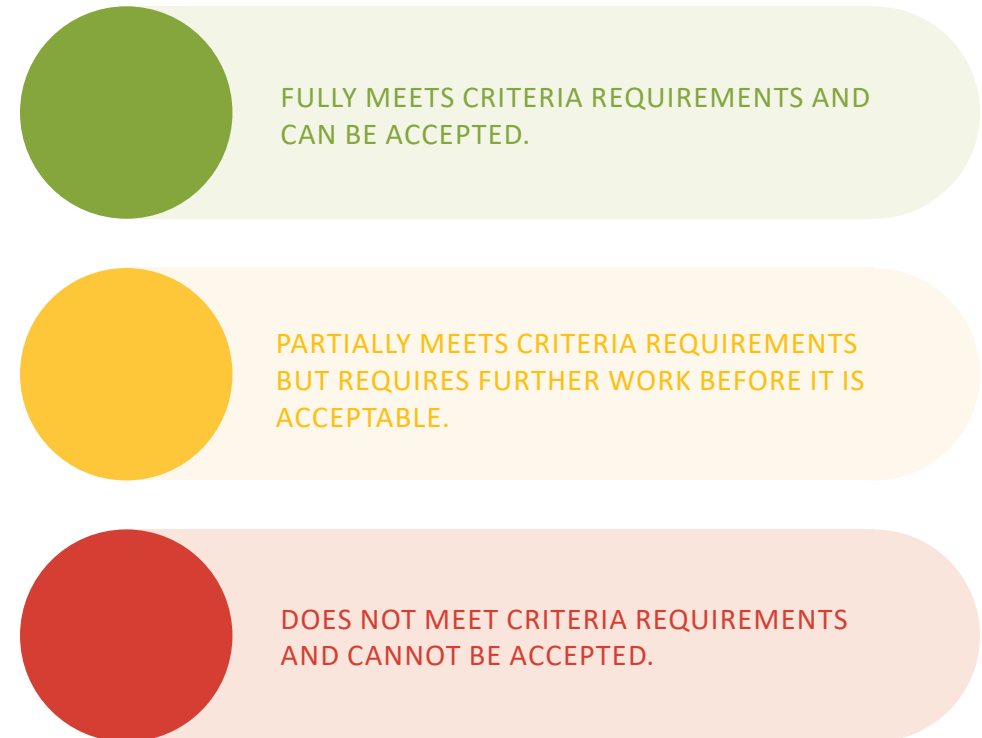 FULLY MEETS CRITERIA REQUIREMENTS AND
CAN BE ACCEPTED.
PARTIALLY MEETS CRITERIA REQUIREMENTS
BUT REQUIRES FURTHER WORK BEFORE IT IS
ACCEPTABLE.
DOES NOT MEET CRITERIA REQUIREMENTS
AND CANNOT BE ACCEPTED.